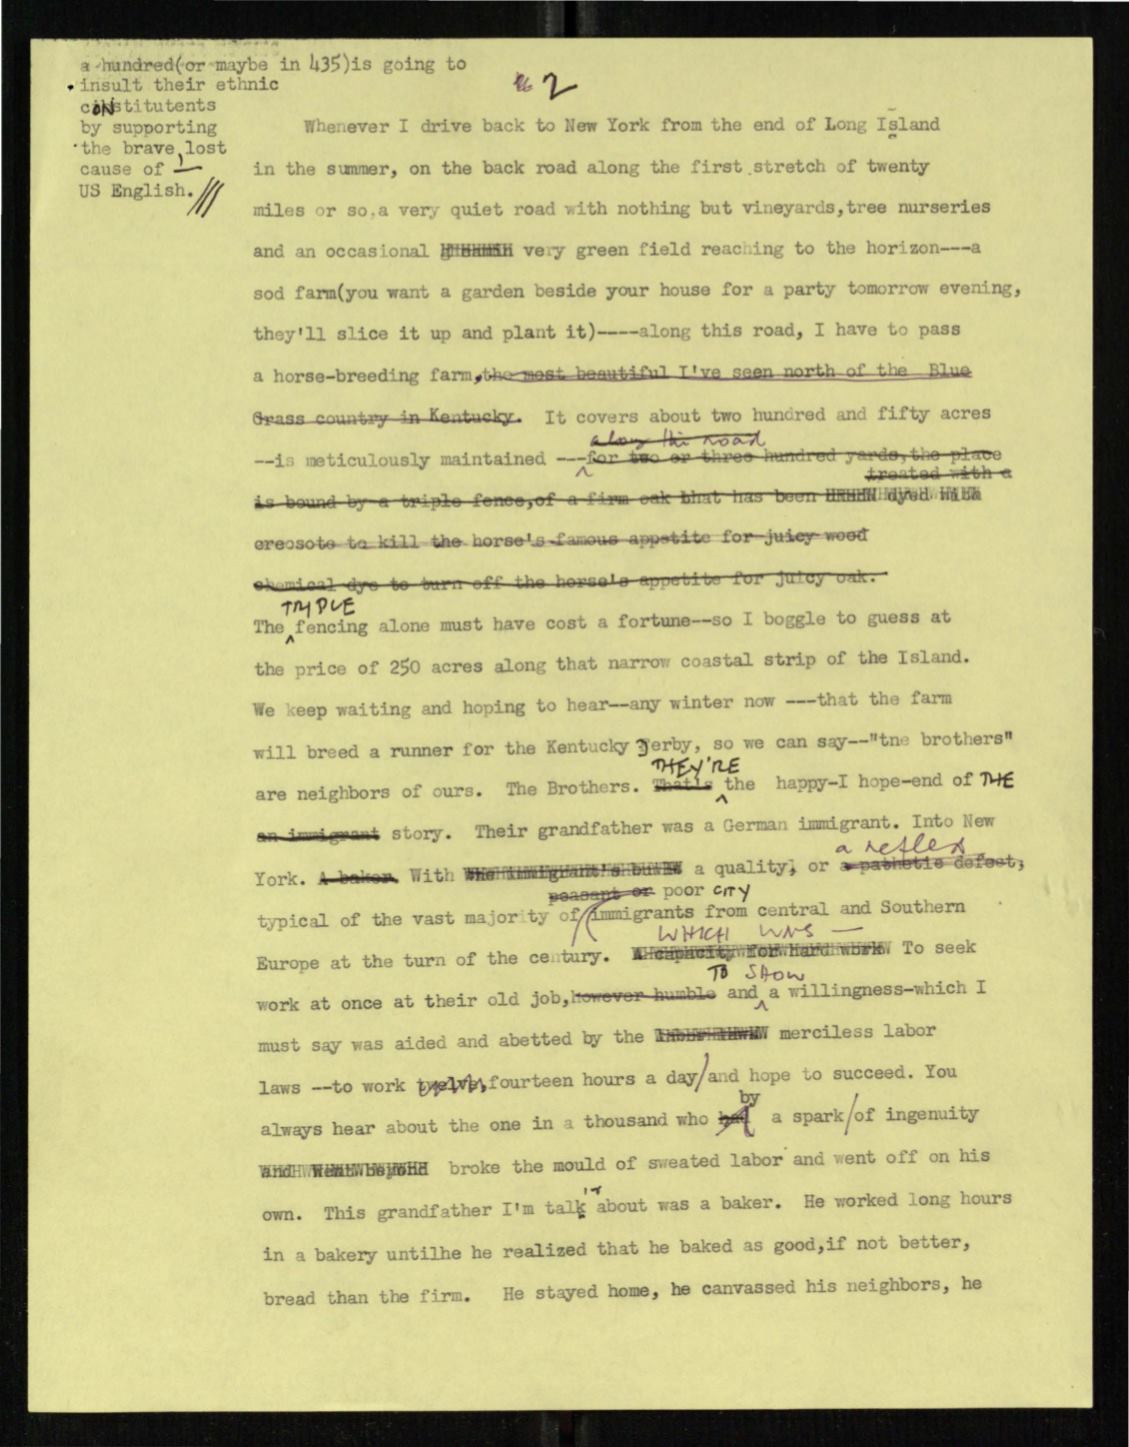 a hundred(or maybe in 435)is going to
insult their ethnic
cONstitutents
by supporting
the brave,lost
cause of
US English.
2
Whenever I drive back to New York from the end of Long Island
in the summer, on the back road along the first stretch of twenty
miles or so,a very quiet road with nothing but vineyards,tree nurseries
and an occasional very green field reaching to the horizon---a
sod farm(you want a garden beside your house for a party tomorrow evening,
they'll slice it up and plant it)----along this road, I have to pass
a horse-breeding farm,the most beautiful I've seen north of the Blue
Grass country in Kentucky. It covers about two hundred and fifty acres
along this road
--is meticulously maintained ---for two or three hundred yards,the place
treated with a
is bound by a triple fence,of a firm oak that has been dyed with
creosote to kill the horse's famous appetite for juicy wood
chemical dye to turn off the horse's appetite for juicy oak.
TRIPLE
The fencing alone must have cost a fortune--so I boggle to guess at
the price of 250 acres along that narrow coastal strip of the Island.
We keep waiting and hoping to hear--any winter now ---that the farm
will breed a runner for the Kentucky Derby, so we can say--"tne brothers"
THEY'RE
are neighbors of ours. The Brothers. That's the happy-I hope-end of THE
an immigrant story. Their grandfather was a German immigrant. Into New
a reflex
York. A baker. With the immigrant's a quality, or a pathetic defect,
peasant or poor CITY
typical of the vast majority of immigrants from central and Southern
WHICH WAS —
Europe at the turn of the century. A capacity for hard work To seek
TO SHOW
work at once at their old job,however humble and a willingness-which I
must say was aided and abetted by the merciless labor
laws --to work twelve,fourteen hours a day/and hope to succeed. You
by
always hear about the one in a thousand who had a spark/of ingenuity
and went beyond broke the mould of sweated labor and went off on his
own. This grandfather I'm talk about was a baker. He worked long hours
in a bakery untilhe he realized that he baked as good,if not better,
bread than the firm. He stayed home, he canvassed his neighbors, he